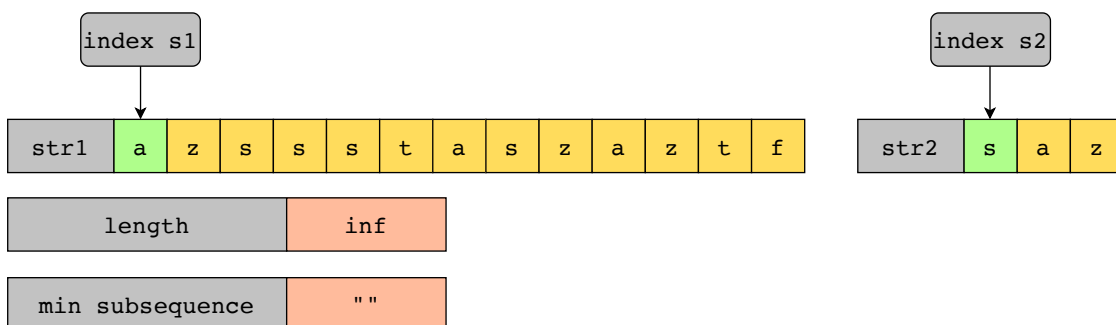 index s1 index s2
str1 a z s s s t a s z a z t f str2 s a z
length inf
min subsequence ""